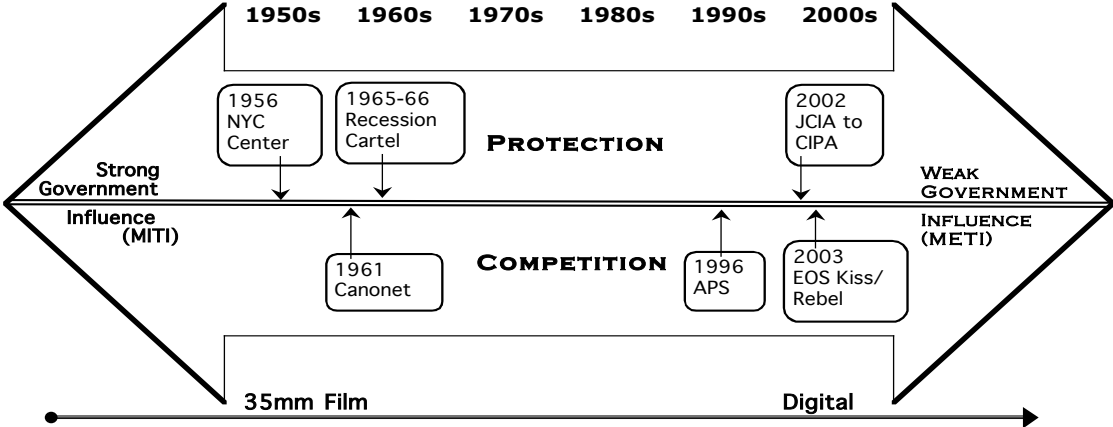 1950s 1960s 1970s 1980s 1990s 2000s
1956
NYC
Center
1965-66
Recession
Cartel
PROTECTION
2002
JCIA to
CIPA
Strong
Government
Influence
(MITI)
WEAK
GOVERNMENT
INFLUENCE
(METI)
1961
Canonet
COMPETITION
1996
APS
2003
EOS Kiss/
Rebel
35mm Film
Digital